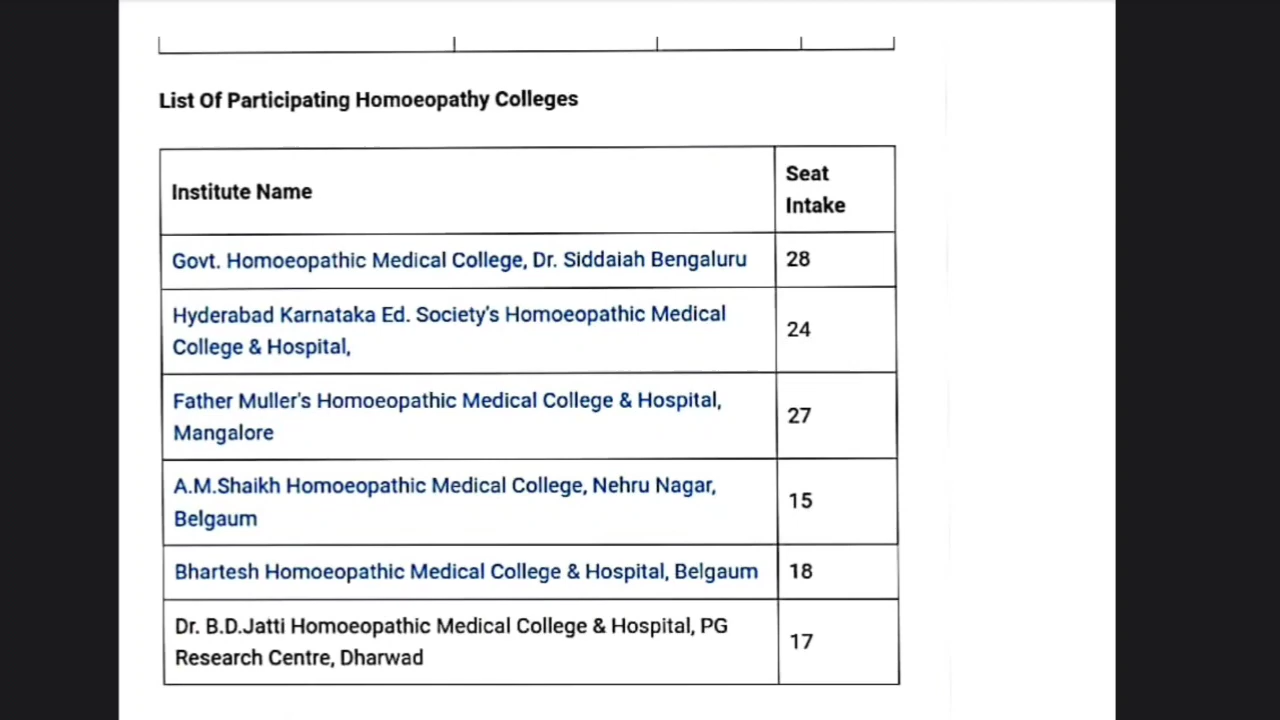 List Of Participating Homoeopathy Colleges
Institute Name
Seat
Intake
Govt. Homoeopathic Medical College, Dr. Siddaiah Bengaluru
28
Hyderabad Karnataka Ed. Society's Homoeopathic Medical
College & Hospital,
24
Father Muller's Homoeopathic Medical College & Hospital,
Mangalore
27
A.M.Shaikh Homoeopathic Medical College, Nehru Nagar,
Belgaum
15
Bhartesh Homoeopathic Medical College & Hospital, Belgaum
18
Dr. B.D.Jatti Homoeopathic Medical College & Hospital, PG
Research Centre, Dharwad
17